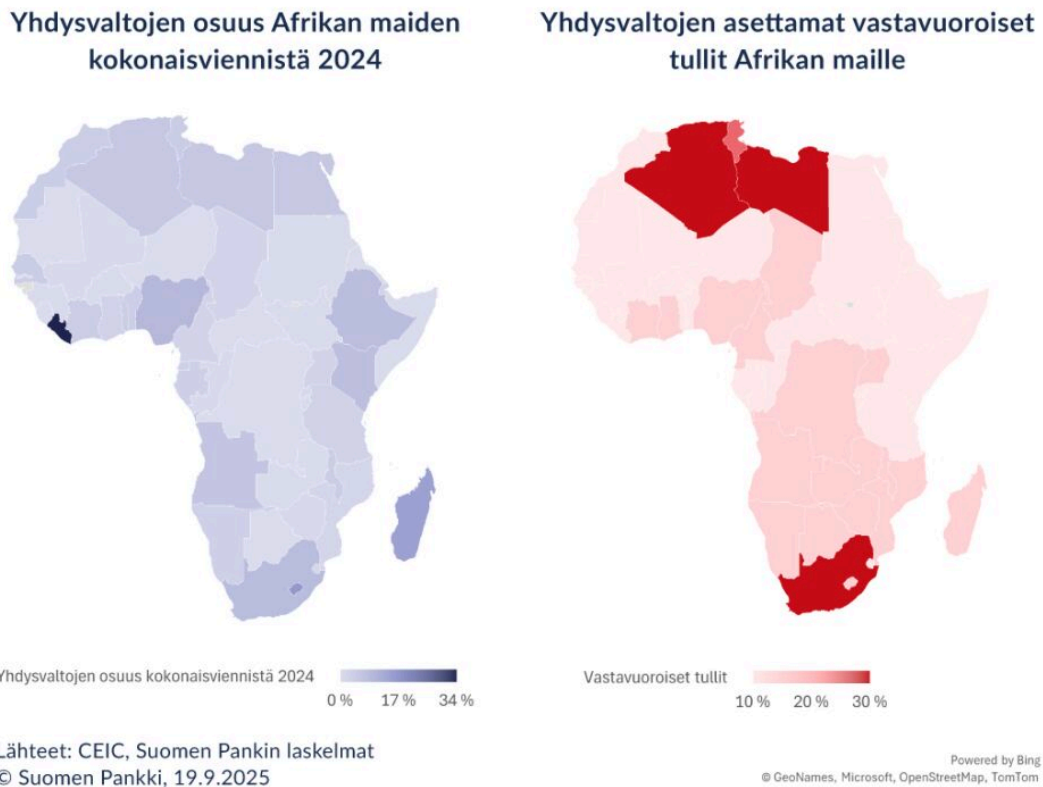 Yhdysvaltojen osuus Afrikan maiden
kokonaisviennistä 2024
Yhdysvaltojen asettamat vastavuoroiset
tullit Afrikan maille
Yhdysvaltojen osuus kokonaisviennistä 2024
0 % 17 % 34 %
Vastavuoroiset tullit
10 % 20 % 30 %
Lähteet: CEIC, Suomen Pankin laskelmat
© Suomen Pankki, 19.9.2025
Powered by Bing
© GeoNames, Microsoft, OpenStreetMap, TomTom